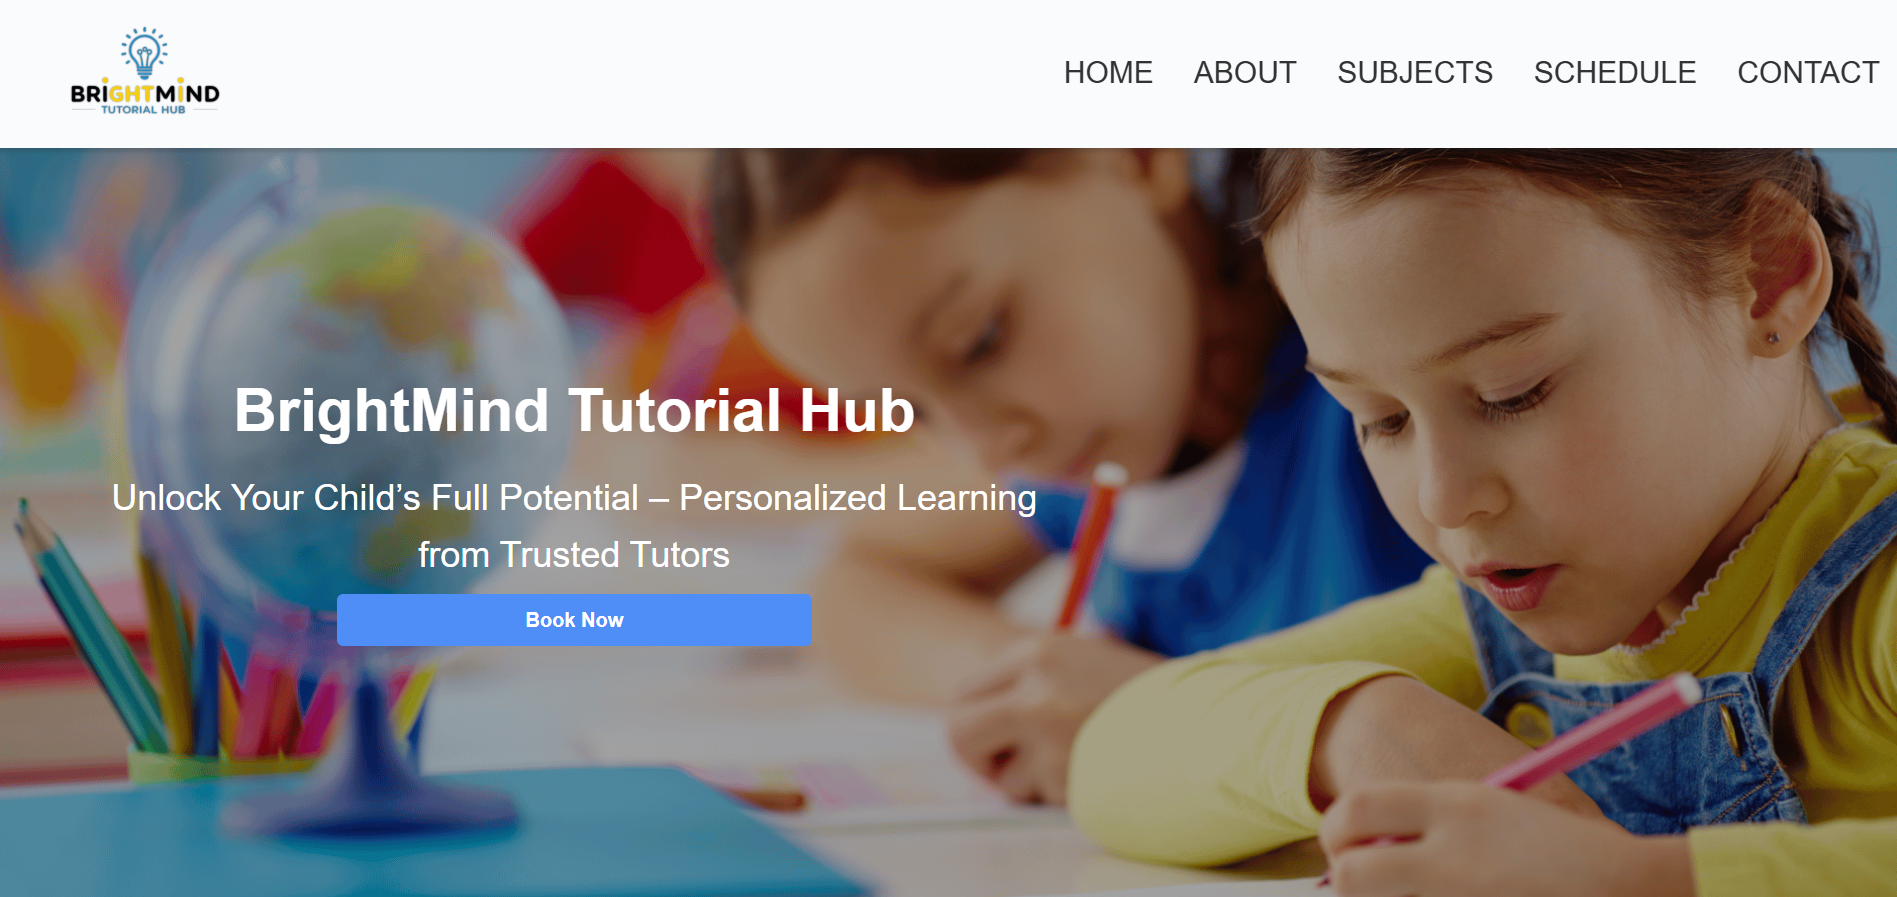 BRIGHTMIND
TUTORIAL HUB
HOME ABOUT SUBJECTS SCHEDULE CONTACT
BrightMind Tutorial Hub
Unlock Your Child’s Full Potential – Personalized Learning
from Trusted Tutors
Book Now